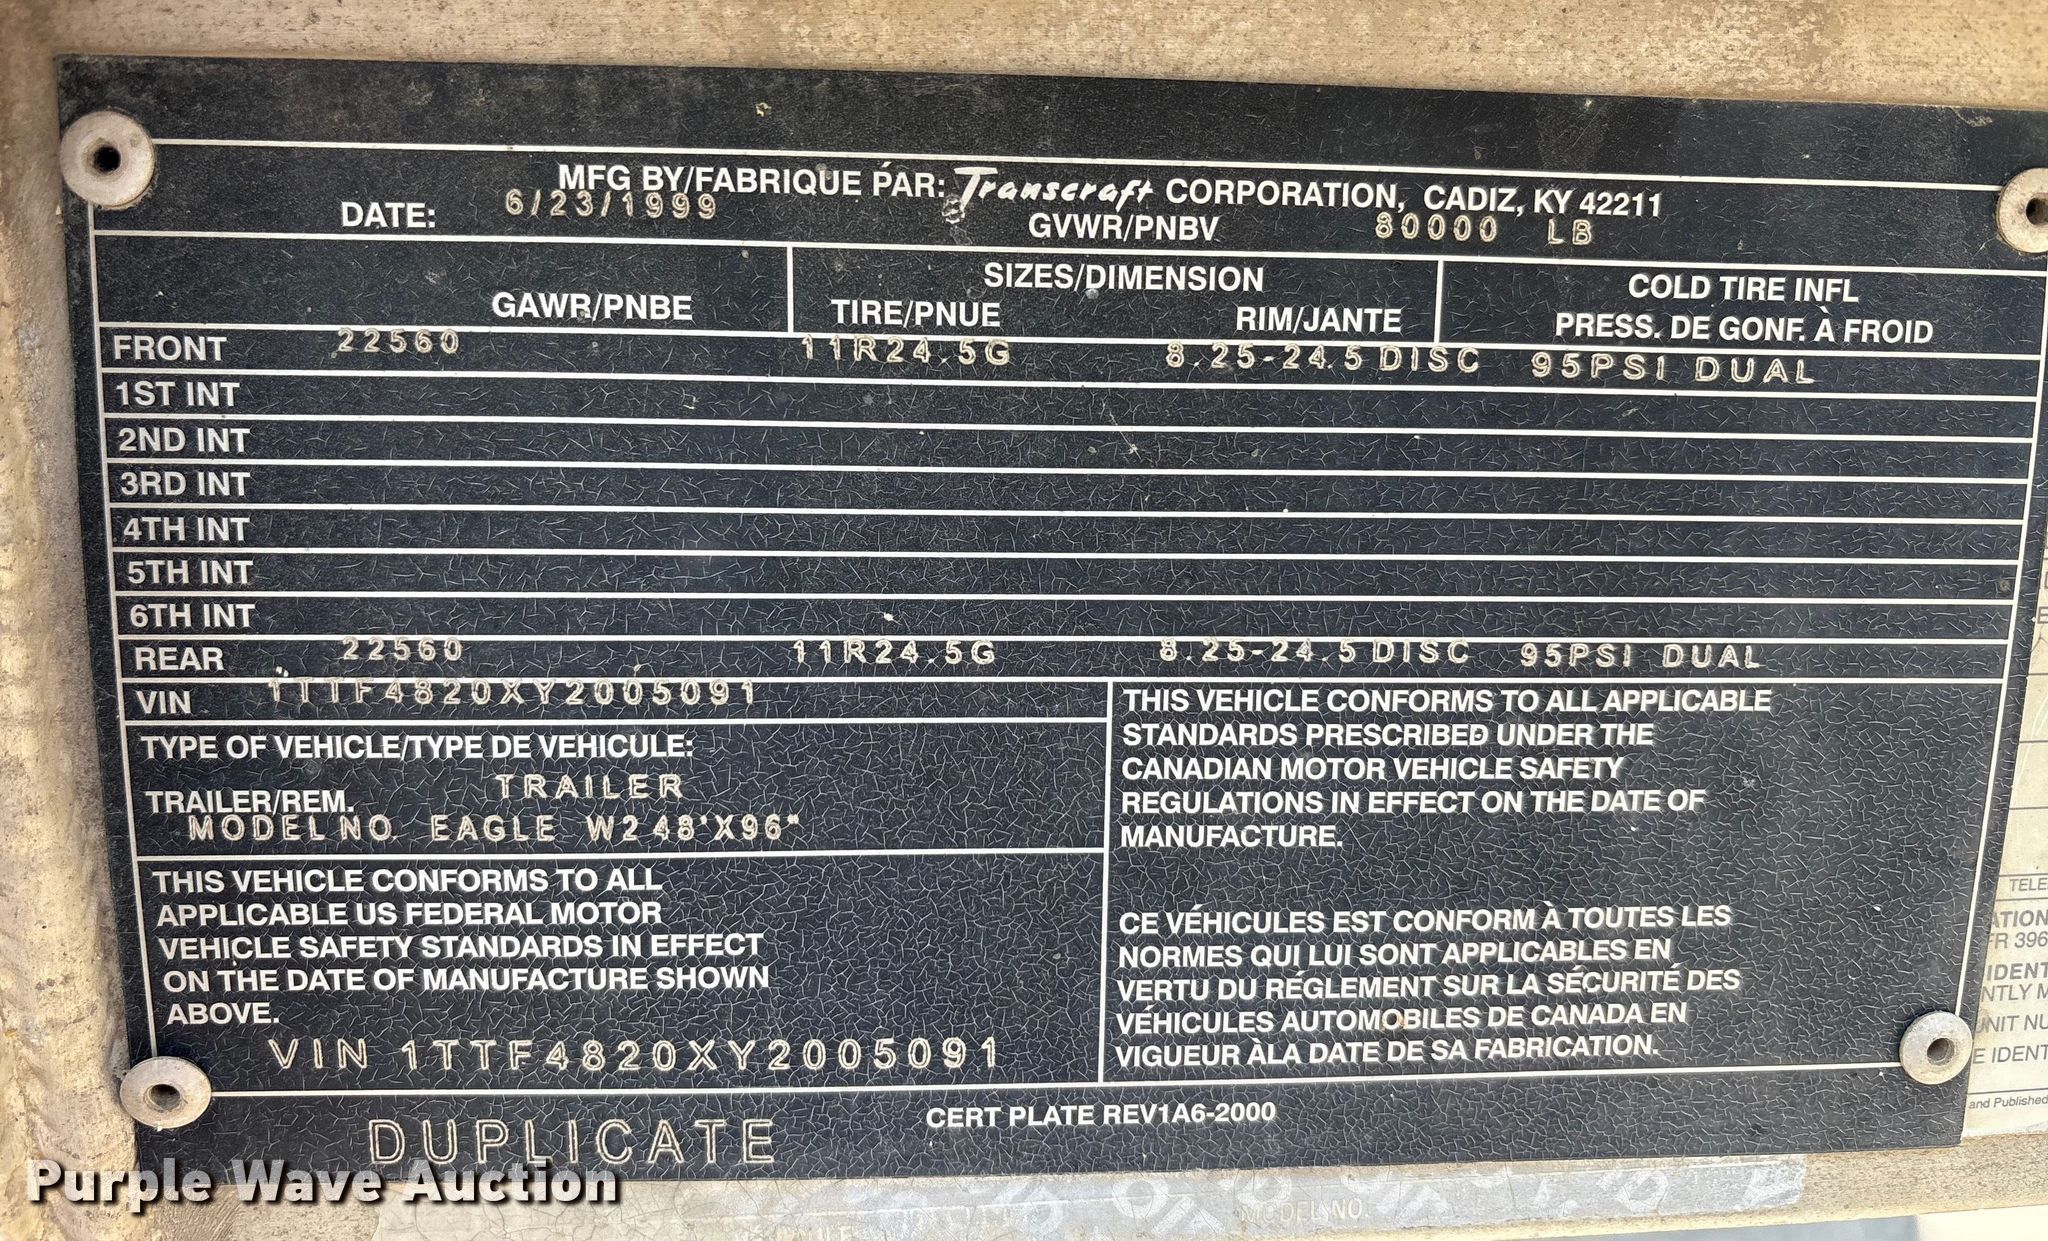 MFG BY/FABRIQUE PÁR: Transcraft CORPORATION, CADIZ, KY 42211
DATE: 6/23/1999 GVWR/PNBV 80000 LB
SIZES/DIMENSION COLD TIRE INFL
GAWR/PNBE TIRE/PNUE RIM/JANTE PRESS. DE GONF. À FROID
FRONT 22560 11R24.5G 8.25-24.5 DISC 95PSI DUAL
1ST INT
2ND INT
3RD INT
4TH INT
5TH INT
6TH INT
REAR 22560 11R24.5G 8.25-24.5 DISC 95PSI DUAL
VIN 1TTF4820XY2005091
TYPE OF VEHICLE/TYPE DE VEHICULE:
TRAILER/REM. TRAILER
MODEL NO. EAGLE W2 48'X96"
THIS VEHICLE CONFORMS TO ALL
APPLICABLE US FEDERAL MOTOR
VEHICLE SAFETY STANDARDS IN EFFECT
ON THE DATE OF MANUFACTURE SHOWN
ABOVE.
VIN 1TTF4820XY2005091
THIS VEHICLE CONFORMS TO ALL APPLICABLE
STANDARDS PRESCRIBED UNDER THE
CANADIAN MOTOR VEHICLE SAFETY
REGULATIONS IN EFFECT ON THE DATE OF
MANUFACTURE.
CE VÉHICULES EST CONFORM À TOUTES LES
NORMES QUI LUI SONT APPLICABLES EN
VERTU DU RÉGLEMENT SUR LA SÉCURITÉ DES
VÉHICULES AUTOMOBILES DE CANADA EN
VIGUEUR ÀLA DATE DE SA FABRICATION.
CERT PLATE REV1A6-2000
DUPLICATE
Purple Wave Auction
MODEL NO.
and Published